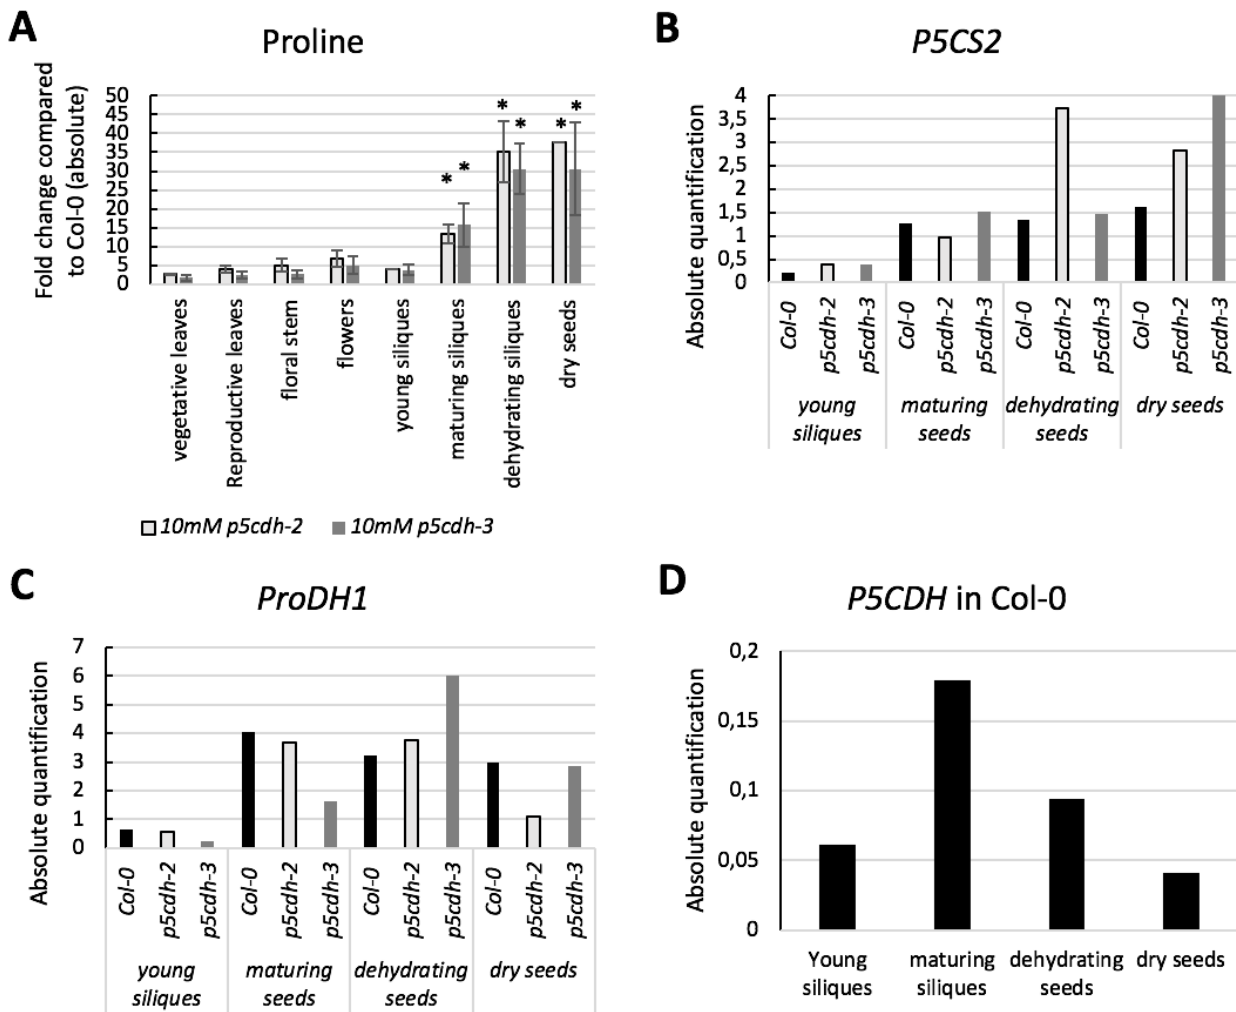 A
Proline
Fold change compared
to Col-0 (absolute)
50
45
40
35
30
25
20
15
10
5
0
* * * * * *
vegetative leaves
Reproductive leaves
floral stem
flowers
young siliques
maturing siliques
dehydrating siliques
dry seeds
10mM p5cdh-2 10mM p5cdh-3
B
P5CS2
Absolute quantification
4
3,5
3
2,5
2
1,5
1
0,5
0
Col-0 p5cdh-2 p5cdh-3 Col-0 p5cdh-2 p5cdh-3 Col-0 p5cdh-2 p5cdh-3 Col-0 p5cdh-2 p5cdh-3
young maturing dehydrating dry seeds
siliques seeds seeds
C
ProDH1
Absolute quantification
7
6
5
4
3
2
1
0
Col-0 p5cdh-2 p5cdh-3 Col-0 p5cdh-2 p5cdh-3 Col-0 p5cdh-2 p5cdh-3 Col-0 p5cdh-2 p5cdh-3
young maturing dehydrating dry seeds
siliques seeds seeds
D
P5CDH in Col-0
Absolute quantification
0,2
0,15
0,1
0,05
0
Young maturing dehydrating dry seeds
siliques siliques seeds